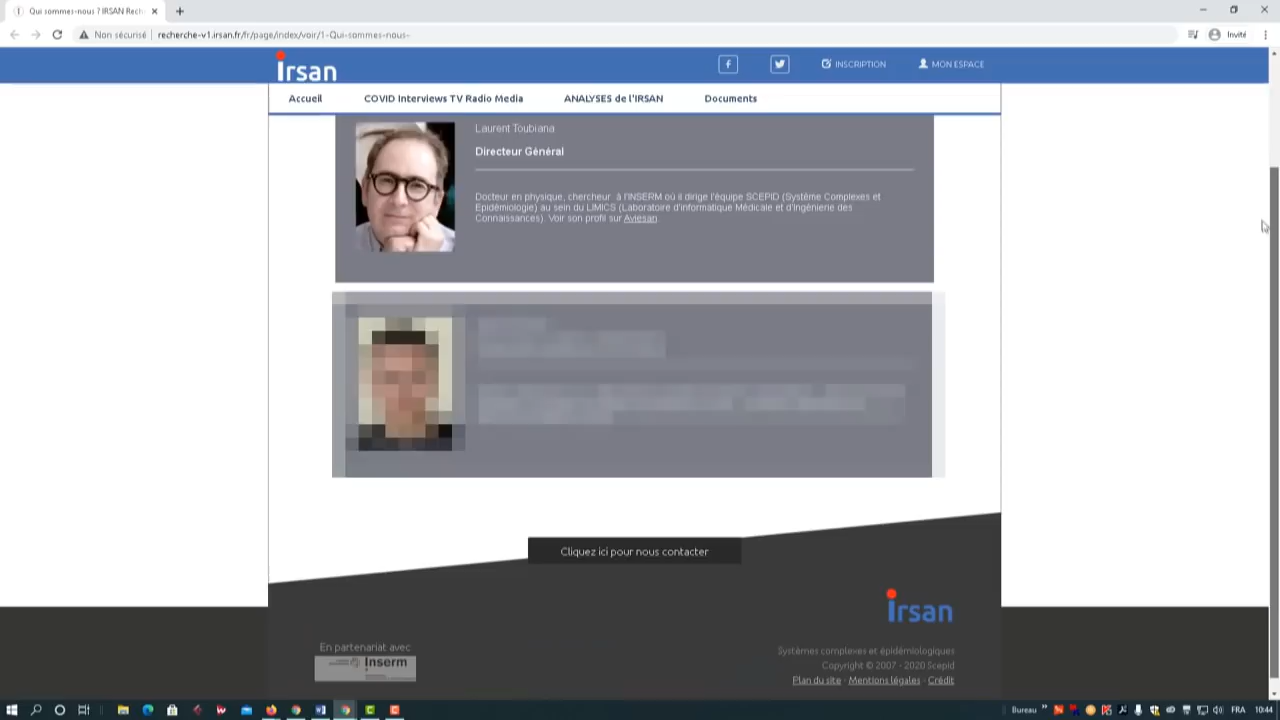 Qui sommes-nous ? IRSAN Rech
Non sécurisé | recherche-v1.irsan.fr/fr/page/index/voir/1-Qui-sommes-nous-
Invité
irsan
INSCRIPTION
MON ESPACE
Accueil
COVID Interviews TV Radio Media
ANALYSES de l'IRSAN
Documents
Laurent Toubiana
Directeur Général
Docteur en physique, chercheur à l'INSERM où il dirige l'équipe SCEPID (Système Complexes et
Epidémiologie) au sein du LIMICS (Laboratoire d'Informatique Médicale et d'Ingénierie des
Connaissances). Voir son profil sur Aviesan.
Cliquez ici pour nous contacter
irsan
En partenariat avec
Inserm
Systèmes complexes et épidémiologiques
Copyright © 2007 - 2020 Scepid
Plan du site - Mentions légales - Crédit
Bureau
FRA
10:44